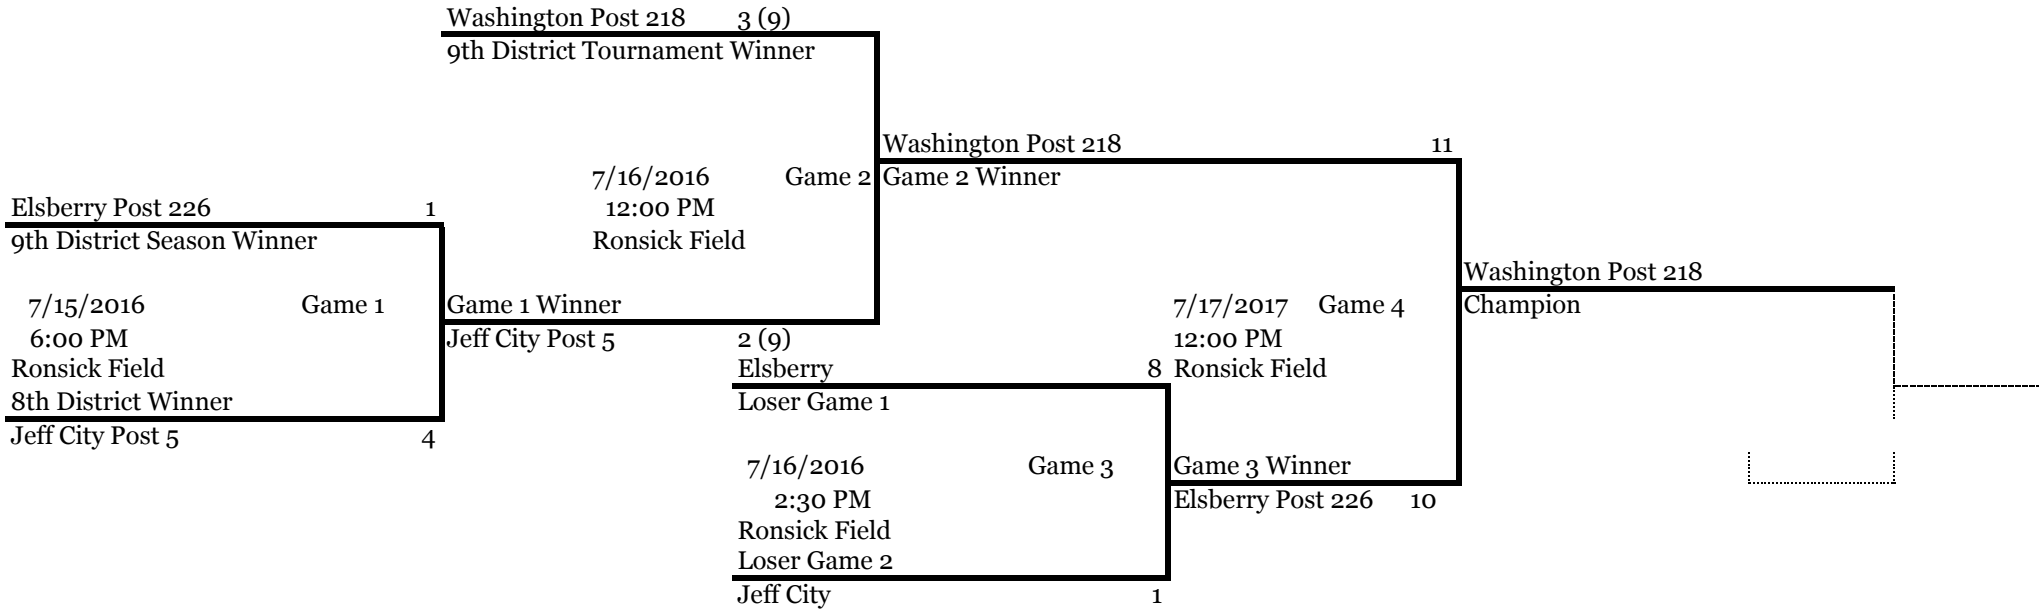 Washington Post 218 3 (9)
9th District Tournament Winner
Washington Post 218 11
7/16/2016 Game 2 Game 2 Winner
Elsberry Post 226 1 12:00 PM
9th District Season Winner Ronsick Field
Washington Post 218
7/15/2016 Game 1 Game 1 Winner 7/17/2017 Game 4 Champion
6:00 PM Jeff City Post 5 2 (9) 12:00 PM
Ronsick Field Elsberry 8 Ronsick Field
8th District Winner Loser Game 1
Jeff City Post 5 4
7/16/2016 Game 3 Game 3 Winner
2:30 PM Elsberry Post 226 10
Ronsick Field
Loser Game 2
Jeff City 1